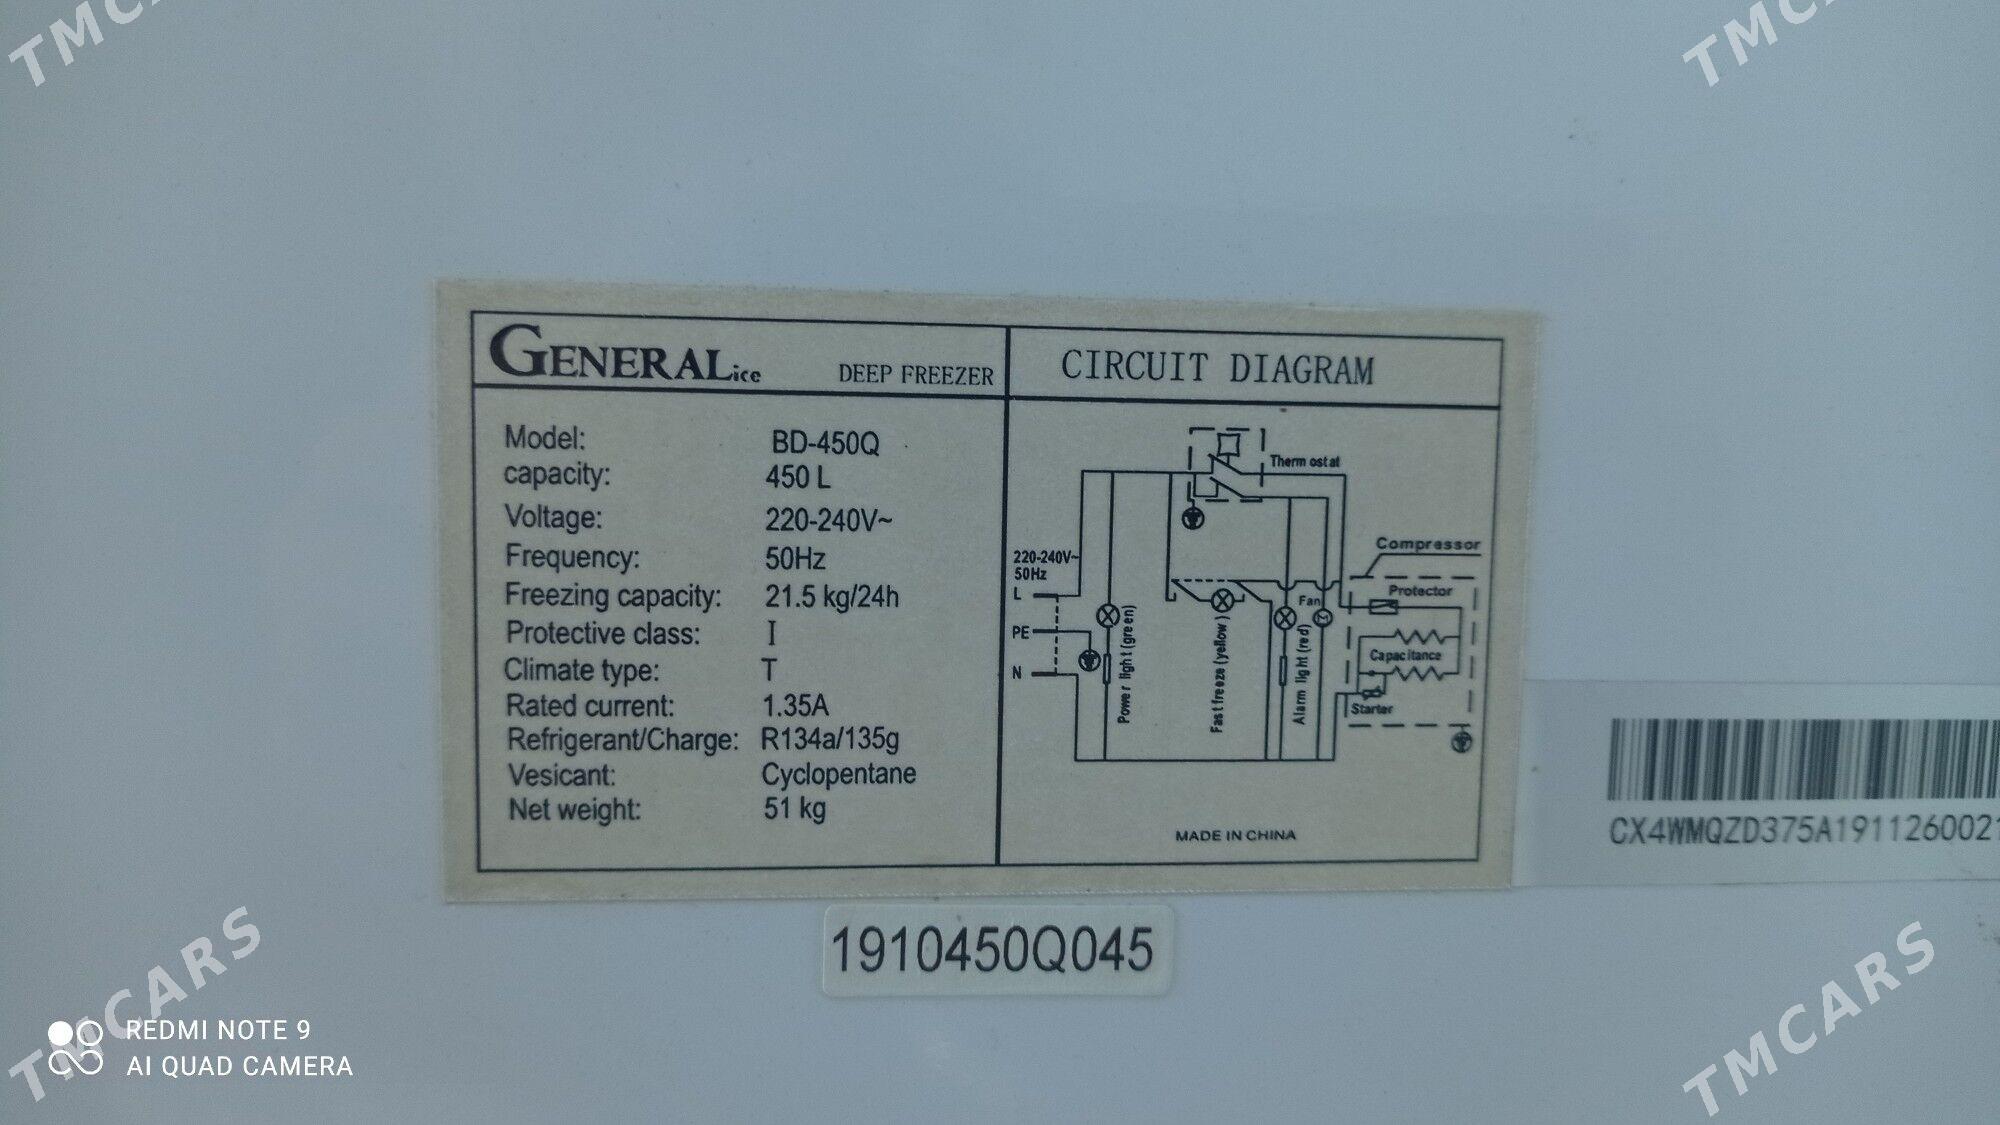 TMCARS
TMCARS
GENERALice DEEP FREEZER
CIRCUIT DIAGRAM
Model: BD-450Q
capacity: 450 L
Voltage: 220-240V~
Frequency: 50Hz
Freezing capacity: 21.5 kg/24h
Protective class: I
Climate type: T
Rated current: 1.35A
Refrigerant/Charge: R134a/135g
Vesicant: Cyclopentane
Net weight: 51 kg
Thermostat
Compressor
220-240V~
50Hz
L
PE
N
Power light (green)
Fast freeze (yellow)
Alarm light (red)
Fan
M
Protector
Capacitance
Starter
MADE IN CHINA
CX4WMQZD375A1911260021
1910450Q045
TMCARS
TMCARS
REDMI NOTE 9
AI QUAD CAMERA